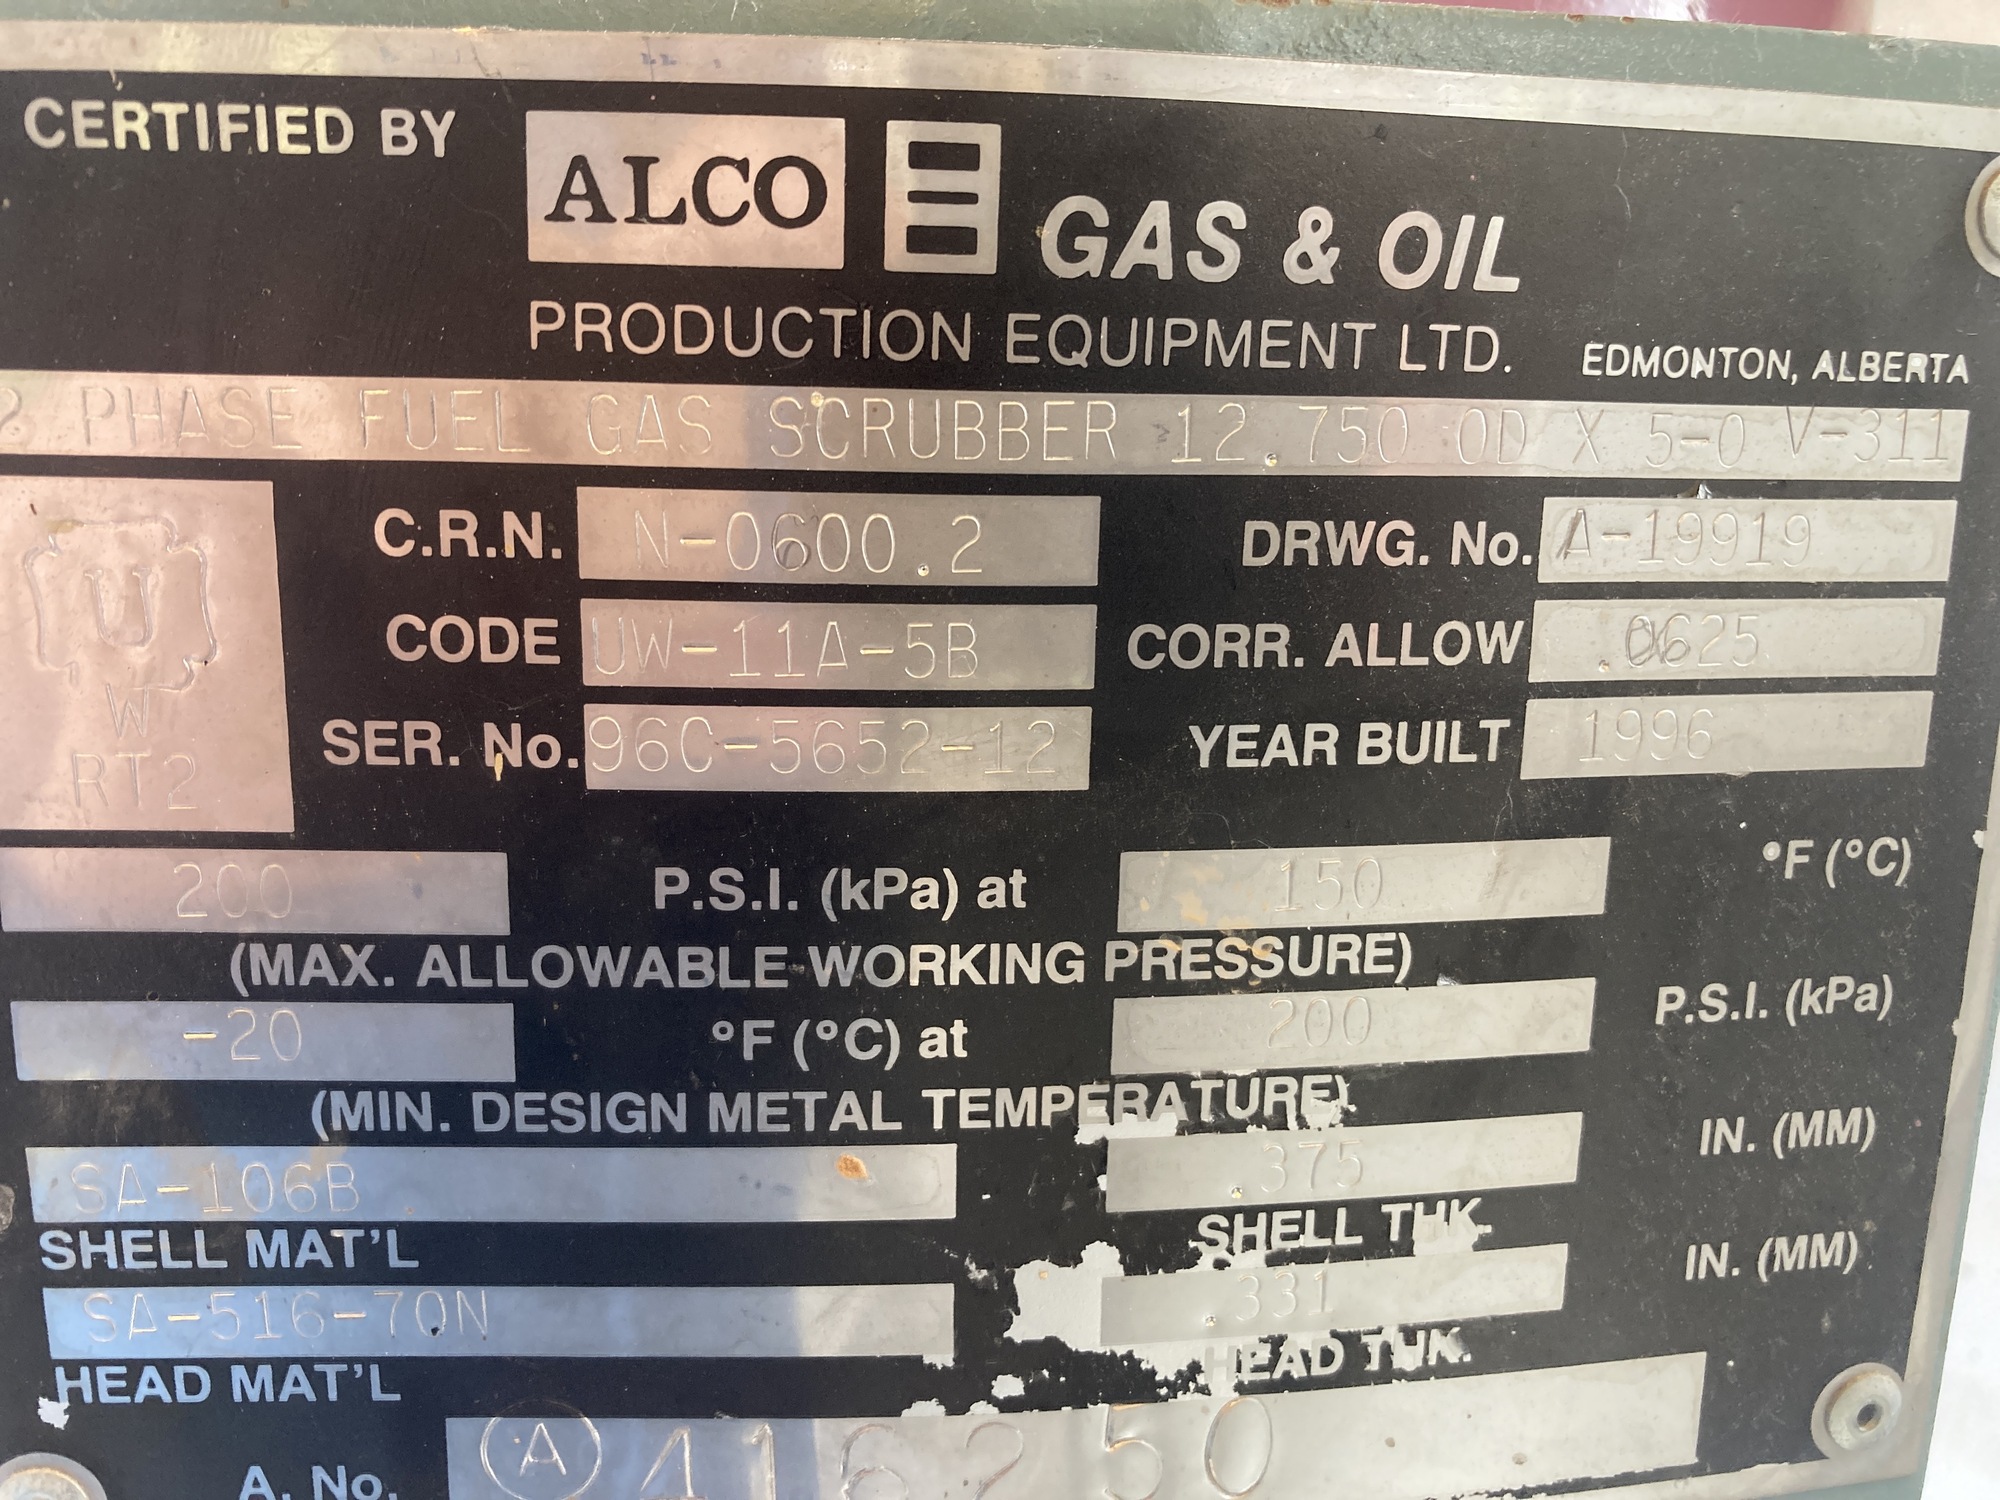 CERTIFIED BY ALCO GAS & OIL
PRODUCTION EQUIPMENT LTD. EDMONTON, ALBERTA
2 PHASE FUEL GAS SCRUBBER 12.750 OD X 5-0 V-311
U
W
RT2
C.R.N. N-0600.2 DRWG. No. A-19919
CODE UW-11A-5B CORR. ALLOW .0625
SER. No. 96C-5652-12 YEAR BUILT 1996
200 P.S.I. (kPa) at 150 °F (°C)
(MAX. ALLOWABLE WORKING PRESSURE)
-20 °F (°C) at 200 P.S.I. (kPa)
(MIN. DESIGN METAL TEMPERATURE)
SA-106B .375 IN. (MM)
SHELL MAT'L SHELL THK.
SA-516-70N .331 IN. (MM)
HEAD MAT'L HEAD THK.
A. No. A 416250